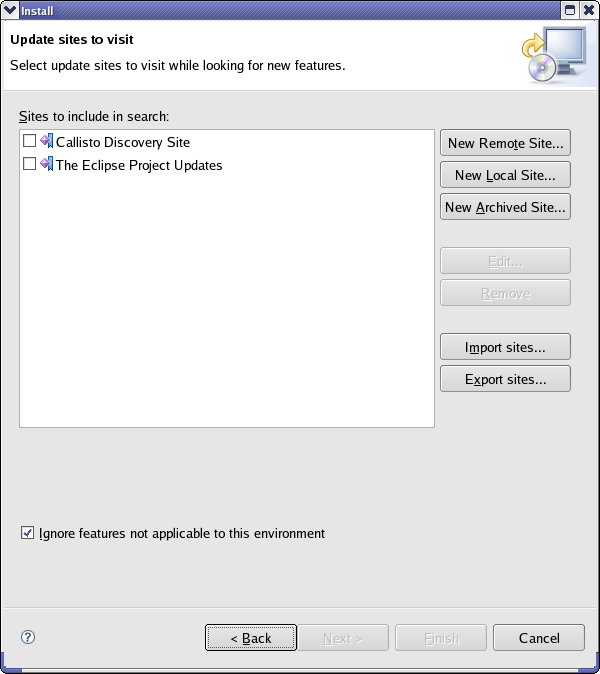 Install
Update sites to visit
Select update sites to visit while looking for new features.
Sites to include in search:
Callisto Discovery Site
The Eclipse Project Updates
New Remote Site...
New Local Site...
New Archived Site...
Edit...
Remove
Import sites...
Export sites...
Ignore features not applicable to this environment
?
< Back
Next >
Finish
Cancel